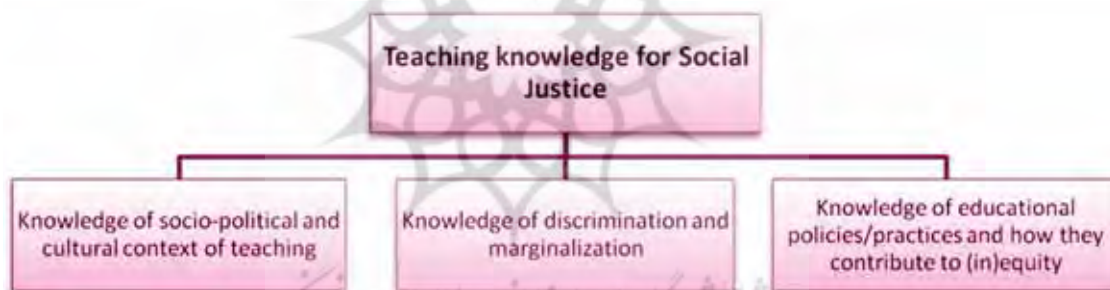 Teaching knowledge for Social
Justice
Knowledge of socio-political and
cultural context of teaching
Knowledge of discrimination and
marginalization
Knowledge of educational
policies/practices and how they
contribute to (in)equity